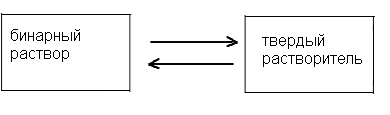 бинарный
раствор
твердый
растворитель